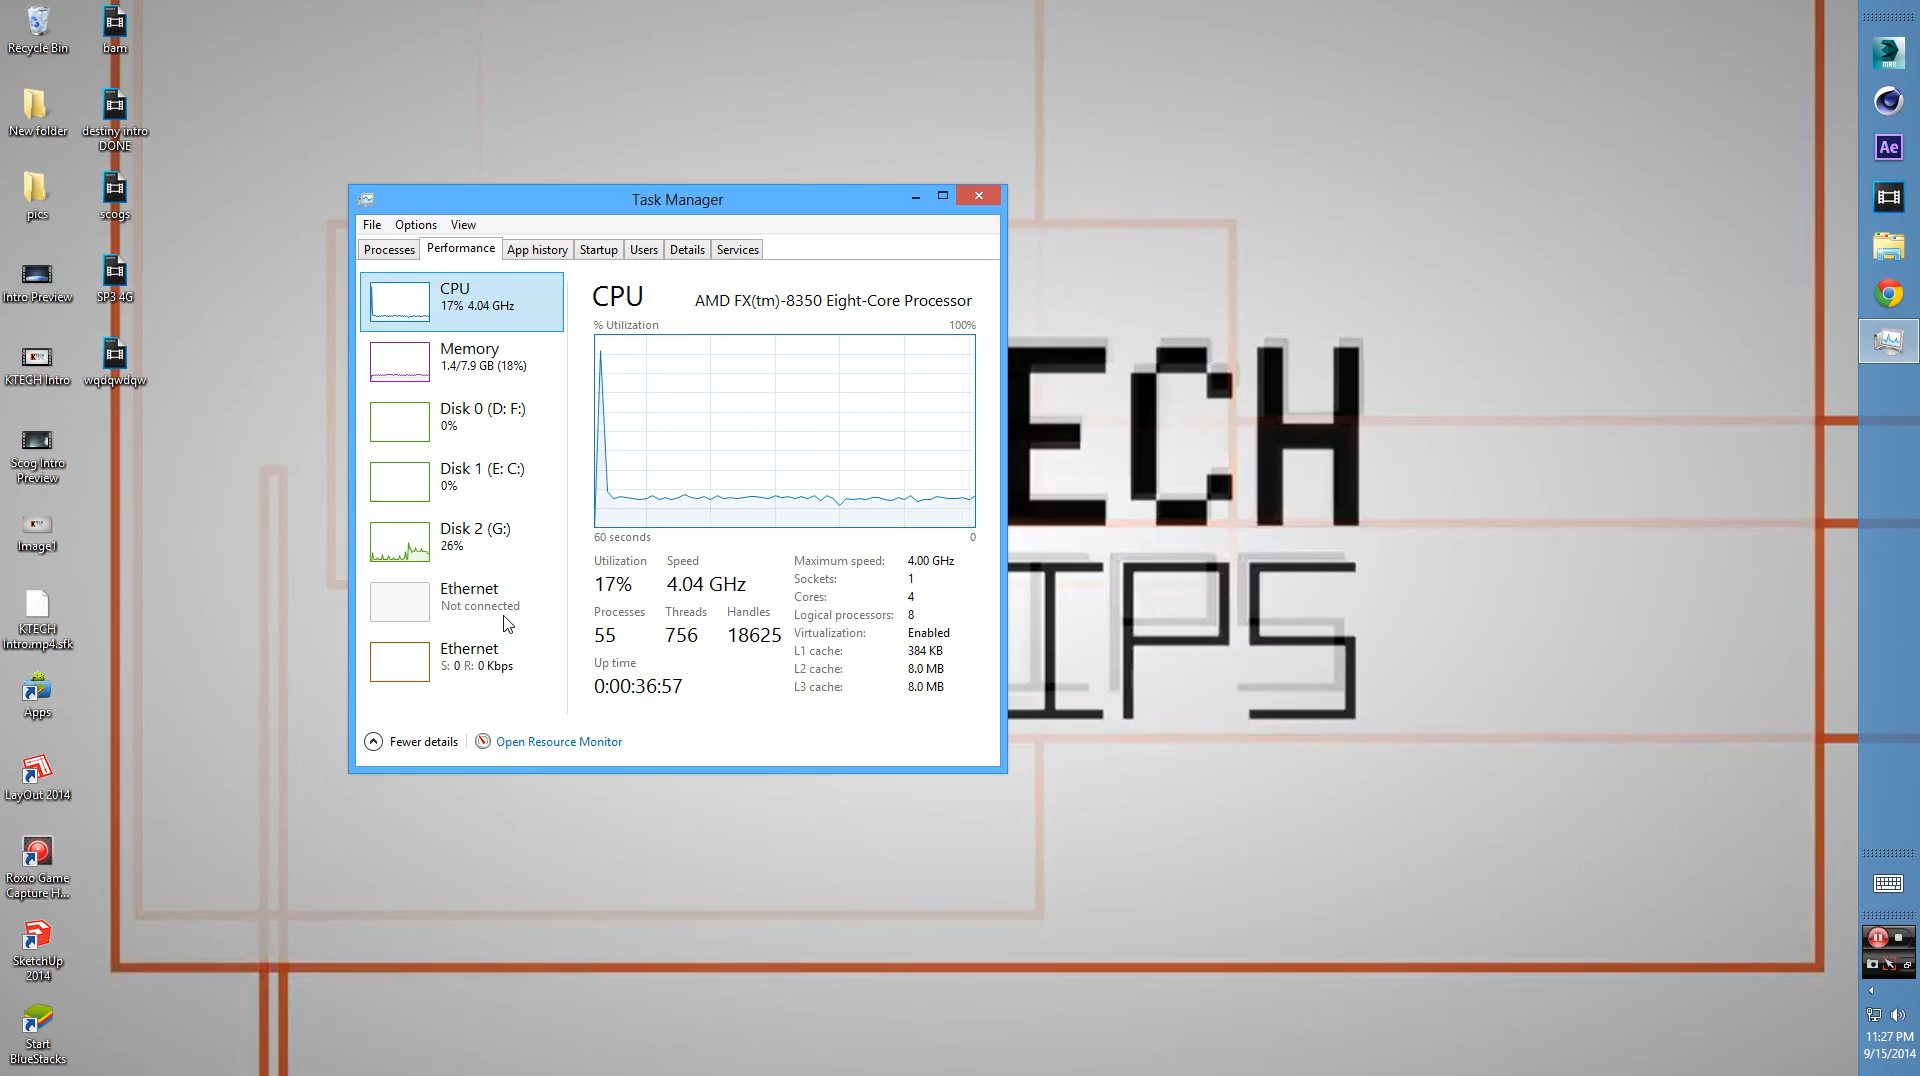 Recycle Bin
bam
New folder
destiny intro
DONE
pics
scogs
Intro Preview
SP3 4G
KTECH Intro
wqdqwdqw
Scog Intro
Preview
Image1
KTECH
Intro.mp4.sfk
Apps
LayOut 2014
Roxio Game
Capture H...
SketchUp
2014
Start
BlueStacks
Task Manager
File Options View
Processes Performance App history Startup Users Details Services
CPU
17% 4.04 GHz
Memory
1.4/7.9 GB (18%)
Disk 0 (D: F:)
0%
Disk 1 (E: C:)
0%
Disk 2 (G:)
26%
Ethernet
Not connected
Ethernet
S: 0 R: 0 Kbps
CPU AMD FX(tm)-8350 Eight-Core Processor
% Utilization 100%
60 seconds 0
Utilization Speed
17% 4.04 GHz
Processes Threads Handles
55 756 18625
Up time
0:00:36:57
Maximum speed: 4.00 GHz
Sockets: 1
Cores: 4
Logical processors: 8
Virtualization: Enabled
L1 cache: 384 KB
L2 cache: 8.0 MB
L3 cache: 8.0 MB
Fewer details Open Resource Monitor
ECH
IPS
MAX
Ae
11:27 PM
9/15/2014